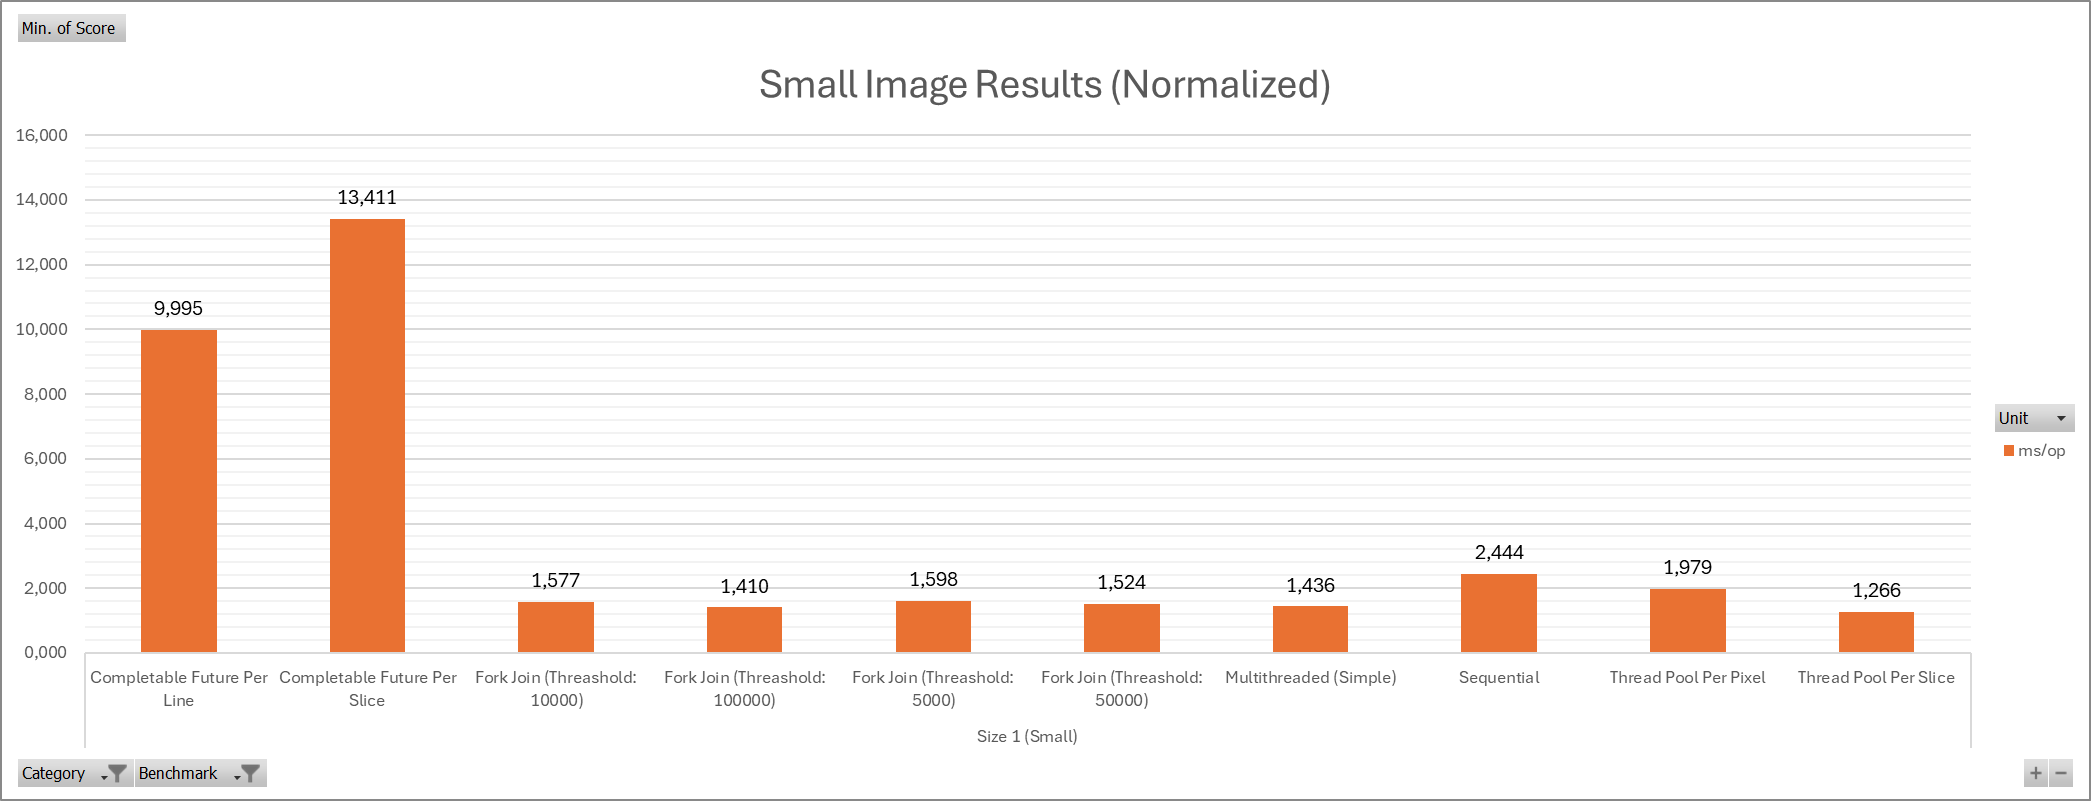 Min. of Score
Small Image Results (Normalized)
16,000
14,000
12,000
10,000
8,000
6,000
4,000
2,000
0,000
9,995
13,411
1,577
1,410
1,598
1,524
1,436
2,444
1,979
1,266
Completable Future Per
Line
Completable Future Per
Slice
Fork Join (Threashold:
10000)
Fork Join (Threashold:
100000)
Fork Join (Threashold:
5000)
Fork Join (Threashold:
50000)
Multithreaded (Simple)
Sequential
Thread Pool Per Pixel
Thread Pool Per Slice
Size 1 (Small)
Unit
ms/op
Category
Benchmark
+ −